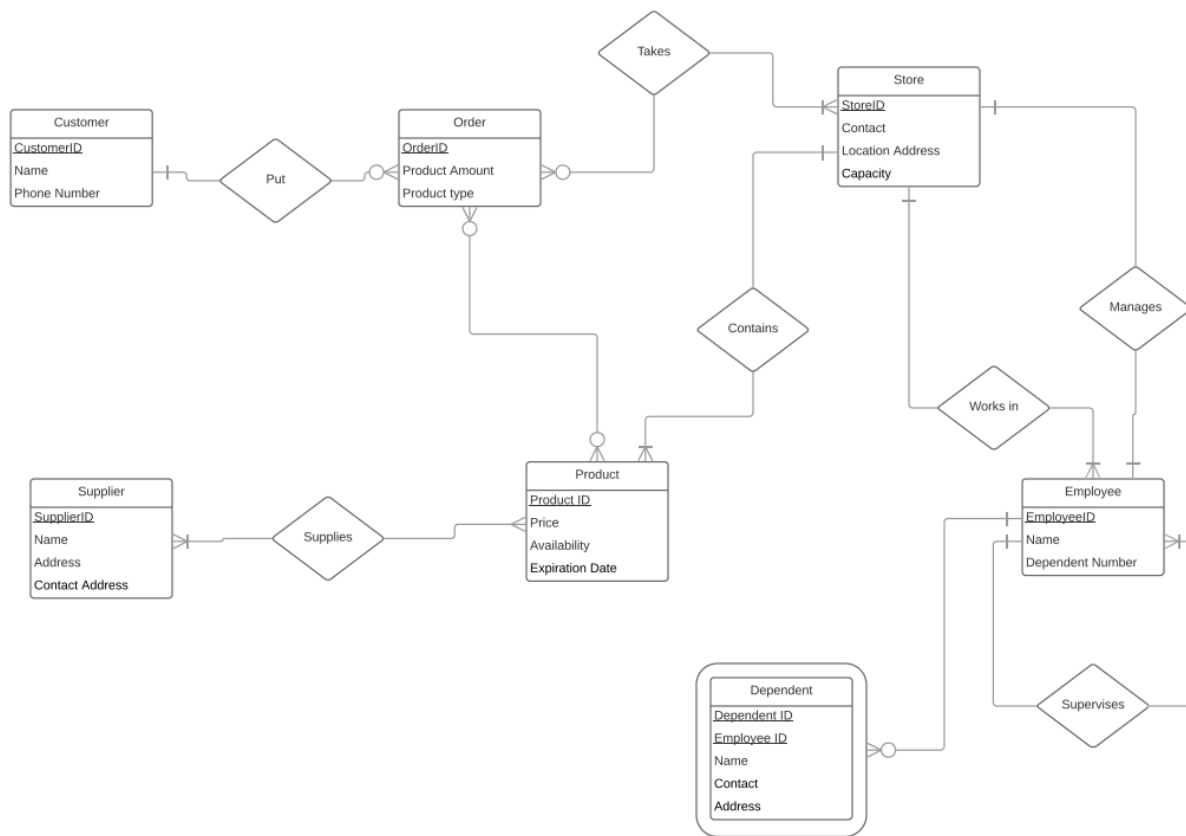 Takes
Store
StoreID
Contact
Location Address
Capacity
Customer
CustomerID
Name
Phone Number
Put
Order
OrderID
Product Amount
Product type
Contains
Manages
Works in
Supplier
SupplierID
Name
Address
Contact Address
Supplies
Product
Product ID
Price
Availability
Expiration Date
Employee
EmployeeID
Name
Dependent Number
Dependent
Dependent ID
Employee ID
Name
Contact
Address
Supervises